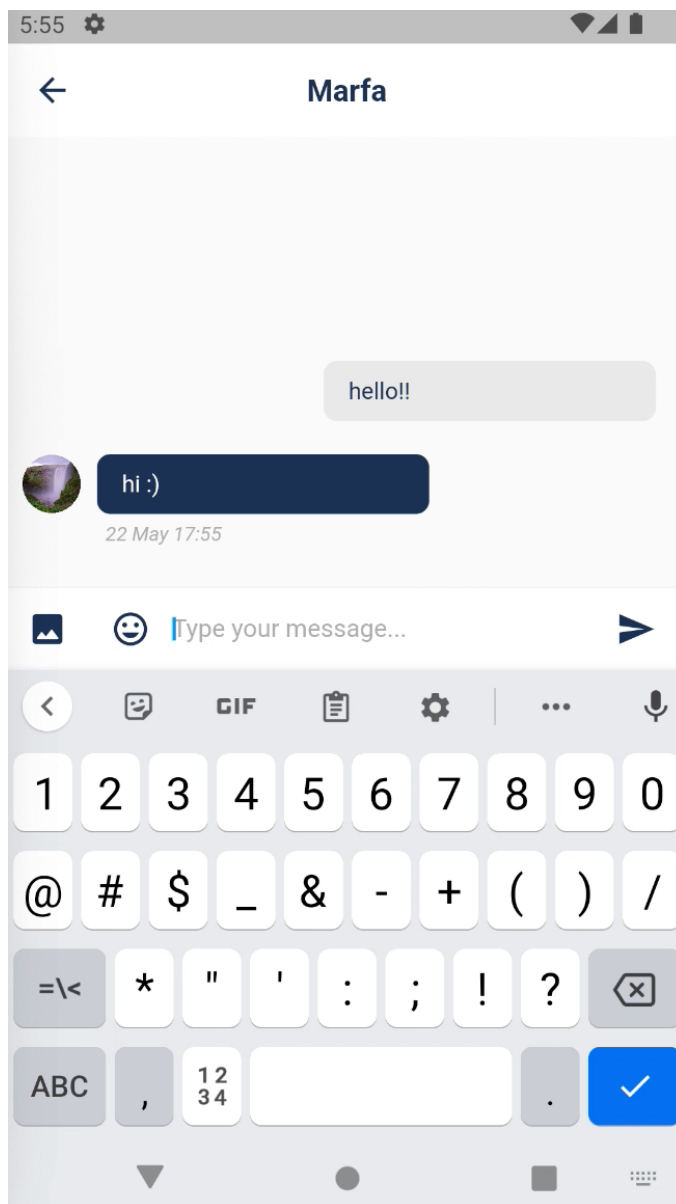 5:55
Marfa
hello!!
hi :)
22 May 17:55
Type your message...
GIF
1 2 3 4 5 6 7 8 9 0
@ # $ _ & - + ( ) /
=\< * " ' : ; ! ?
ABC , 12 .
34